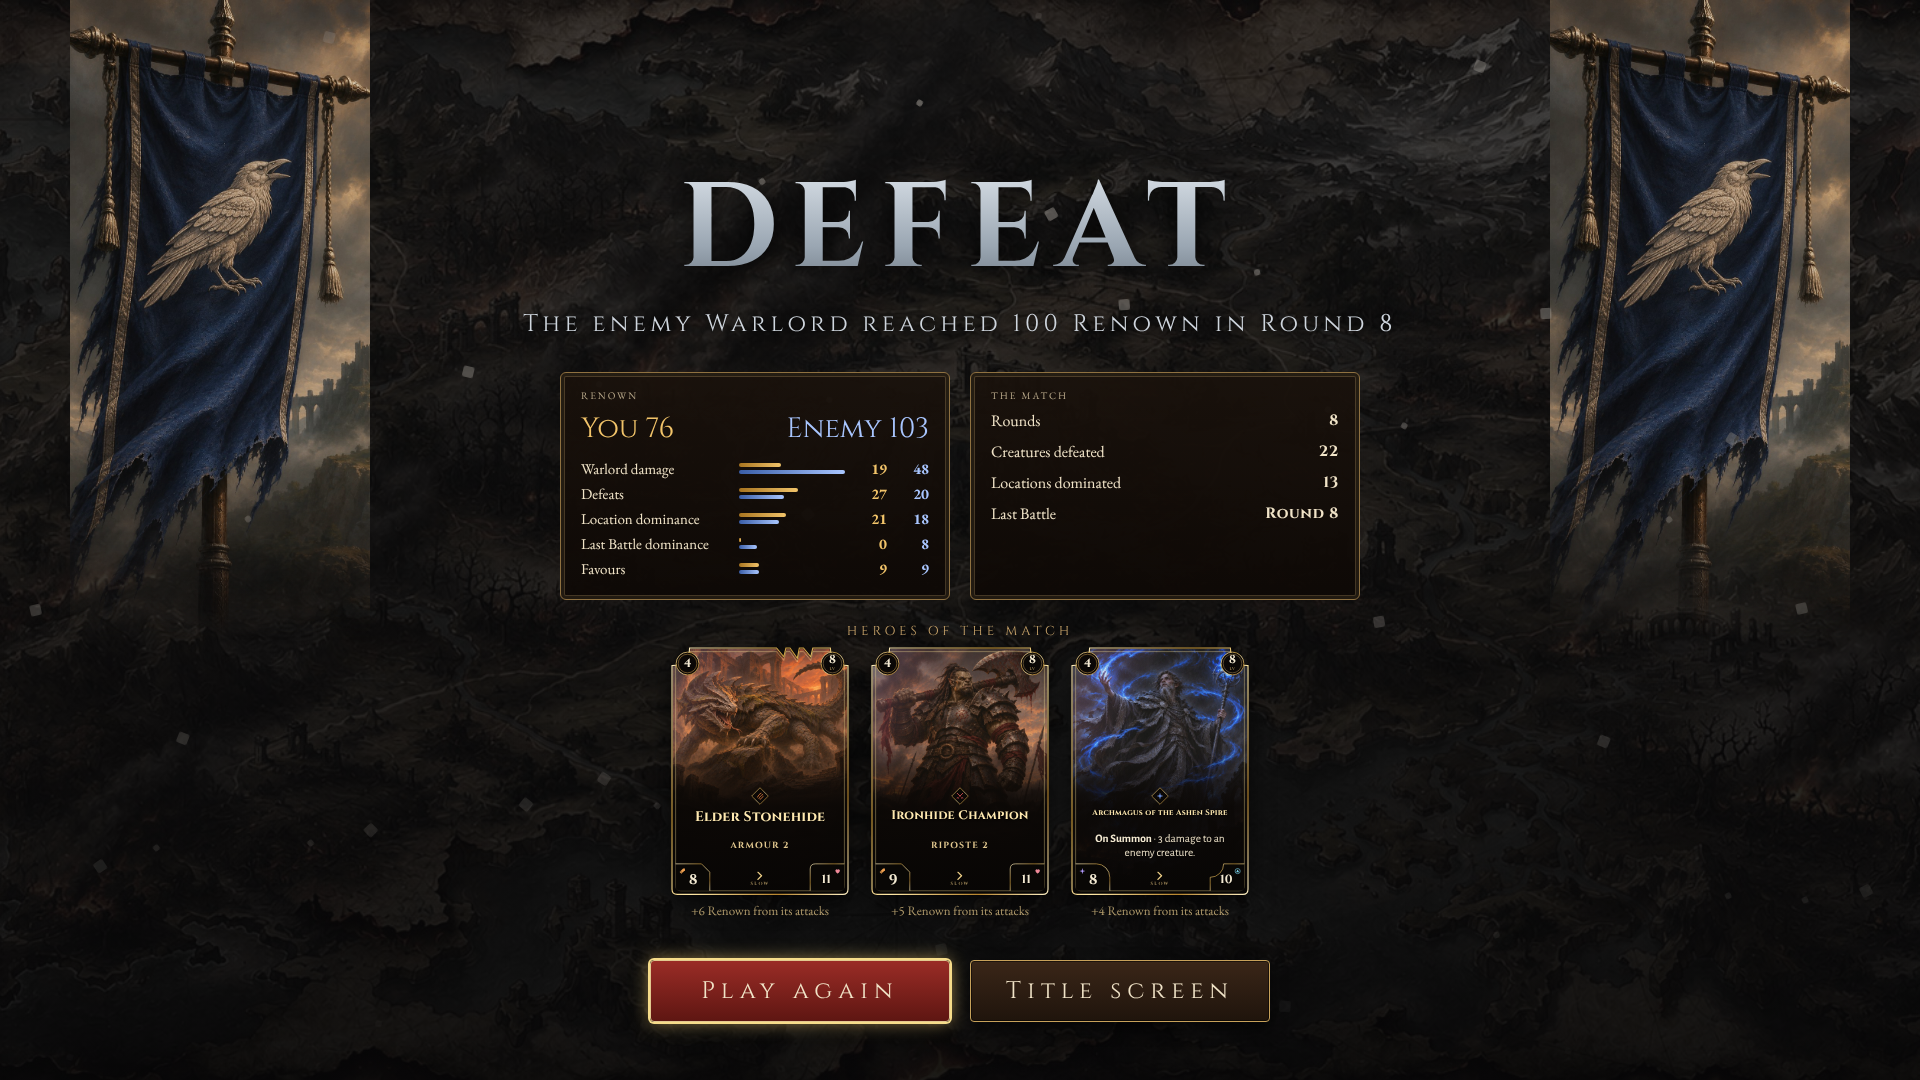 DEFEAT
The enemy Warlord reached 100 Renown in Round 8
RENOWN
You 76 Enemy 103
Warlord damage 19 48
Defeats 27 20
Location dominance 21 18
Last Battle dominance 0 8
Favours 9 9
THE MATCH
Rounds 8
Creatures defeated 22
Locations dominated 13
Last Battle Round 8
HEROES OF THE MATCH
4 8
Elder Stonehide
ARMOUR 2
8 SLOW 11
+6 Renown from its attacks
4 8
Ironhide Champion
RIPOSTE 2
9 SLOW 11
+5 Renown from its attacks
4 8
Archmagus of the Ashen Spire
On Summon · 3 damage to an
enemy creature.
8 SLOW 10
+4 Renown from its attacks
Play again
Title screen